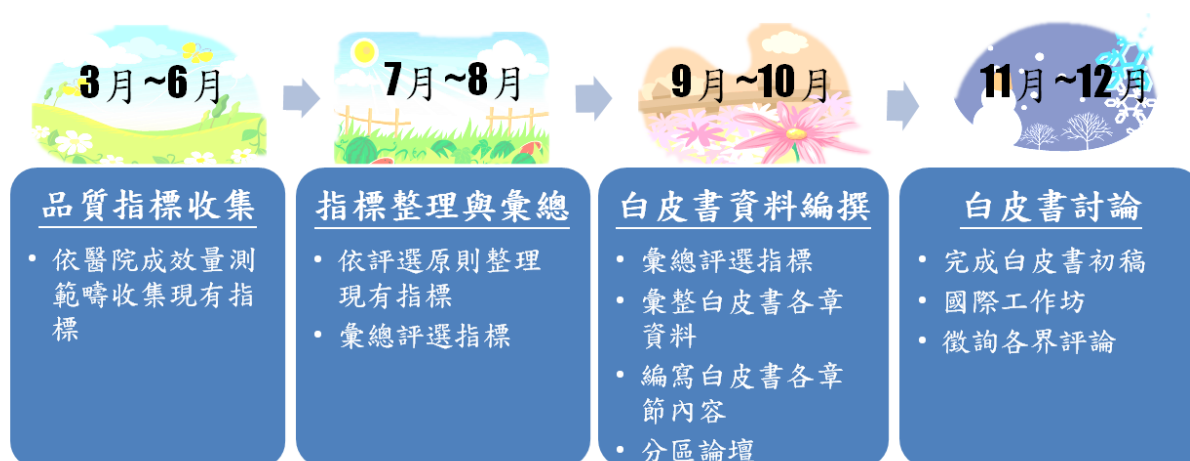 3月~6月
7月~8月
9月~10月
11月~12月
品質指標收集
• 依醫院成效量測
範疇收集現有指
標
指標整理與彙總
• 依評選原則整理
現有指標
• 彙總評選指標
白皮書資料編撰
• 彙總評選指標
• 彙整白皮書各章
資料
• 編寫白皮書各章
節內容
• 分區論壇
白皮書討論
• 完成白皮書初稿
• 國際工作坊
• 徵詢各界評論